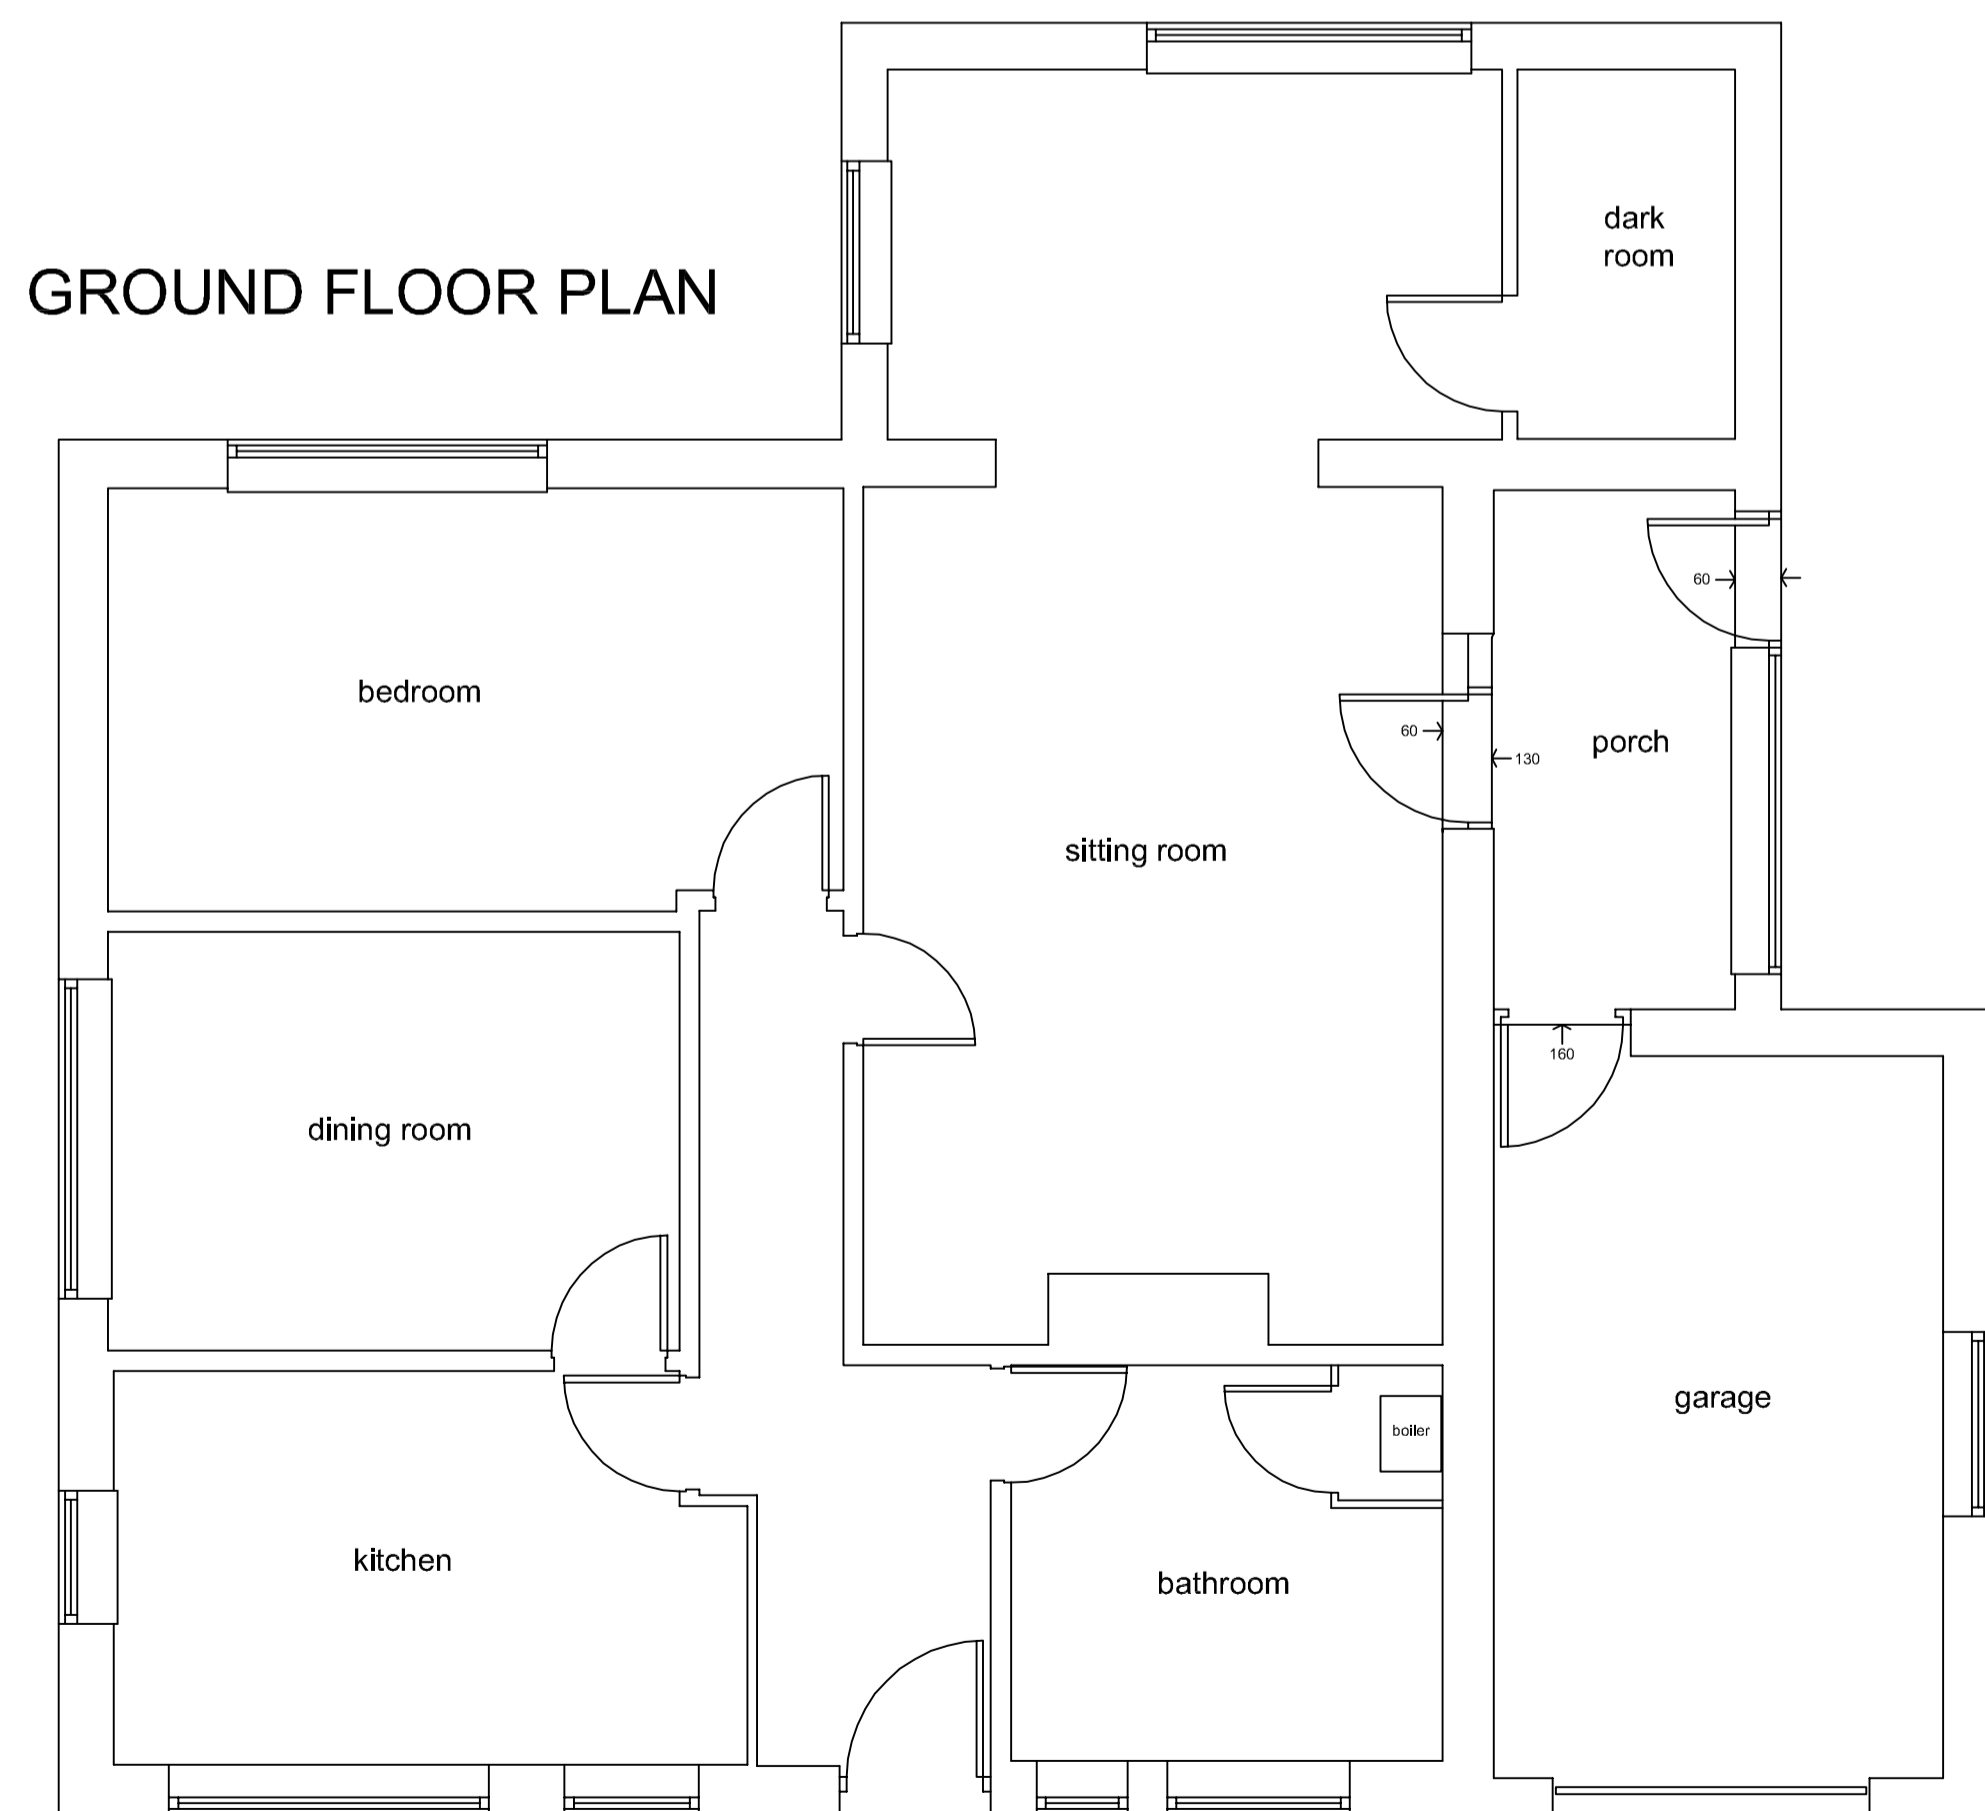 dark
room
GROUND FLOOR PLAN
60
bedroom
60
porch
130
sitting room
160
dining room
garage
boiler
kitchen
bathroom